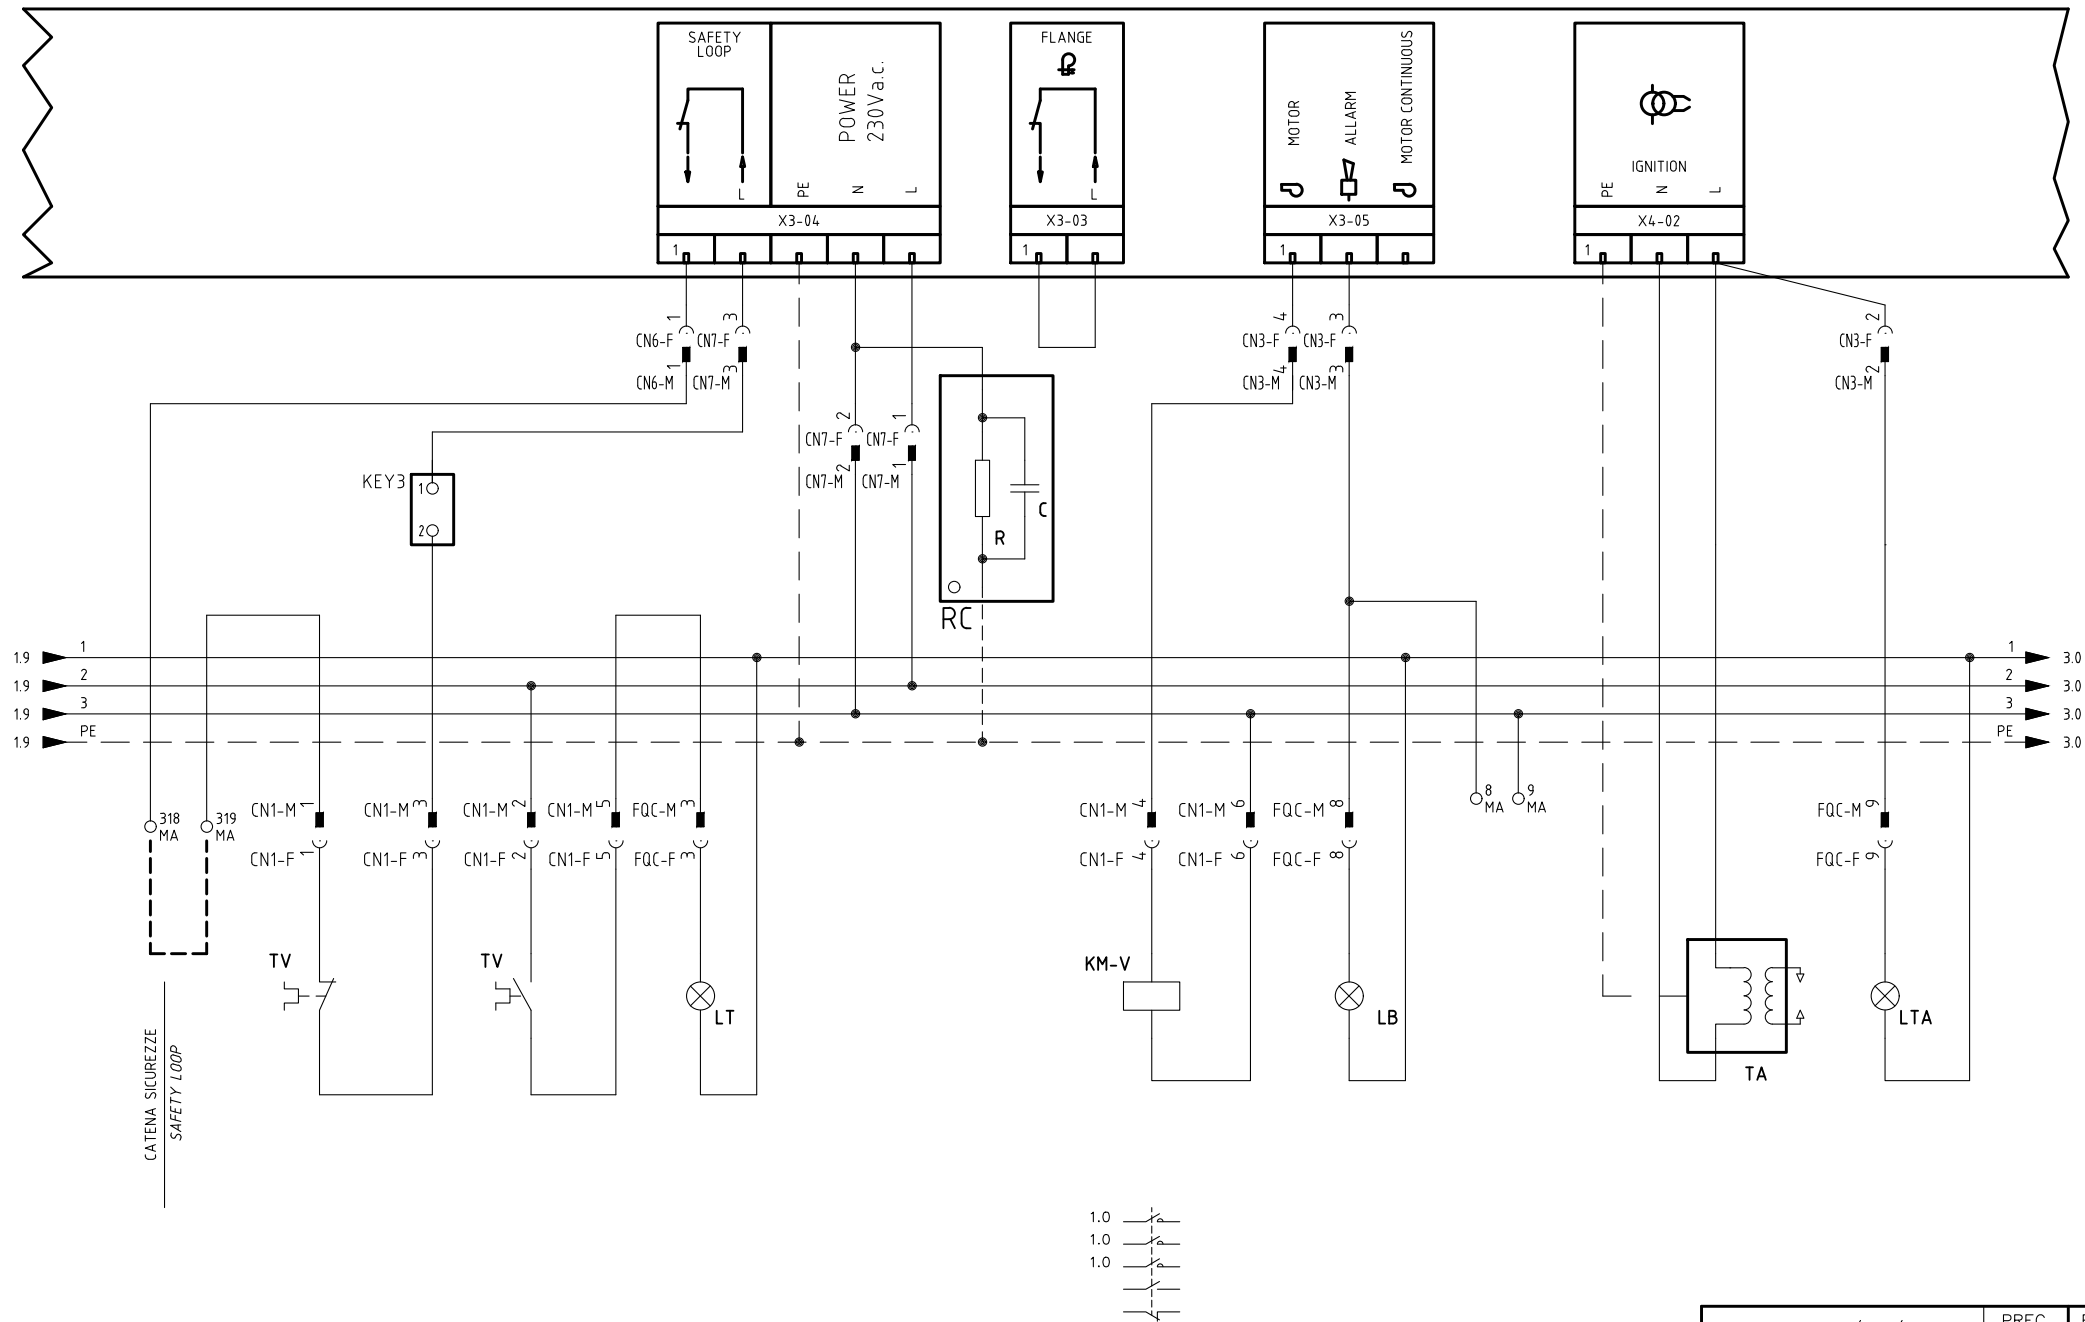 SAFETY
LOOP
POWER
230Va.c.
L
PE
N
L
X3-04
1
FLANGE
L
X3-03
1
MOTOR
ALLARM
MOTOR CONTINUOUS
X3-05
1
IGNITION
PE
N
L
X4-02
1
1
3
4
3
2
CN6-F
CN7-F
CN3-F
CN3-F
CN3-F
1
3
4
3
2
CN6-M
CN7-M
CN3-M
CN3-M
CN3-M
2
1
CN7-F
CN7-F
2
1
CN7-M
CN7-M
KEY3
1
2
C
R
RC
1.9
1
1
3.0
1.9
2
2
3.0
1.9
3
3
3.0
1.9
PE
PE
3.0
318
MA
319
MA
CN1-M
1
CN1-M
3
CN1-M
2
CN1-M
5
FQC-M
3
CN1-M
4
CN1-M
6
FQC-M
8
8
MA
9
MA
FQC-M
9
CN1-F
1
CN1-F
3
CN1-F
2
CN1-F
5
FQC-F
3
CN1-F
4
CN1-F
6
FQC-F
8
FQC-F
9
TV
TV
LT
KM-V
LB
TA
LTA
CATENA SICUREZZE
SAFETY LOOP
1.0
1.0
1.0
PREC